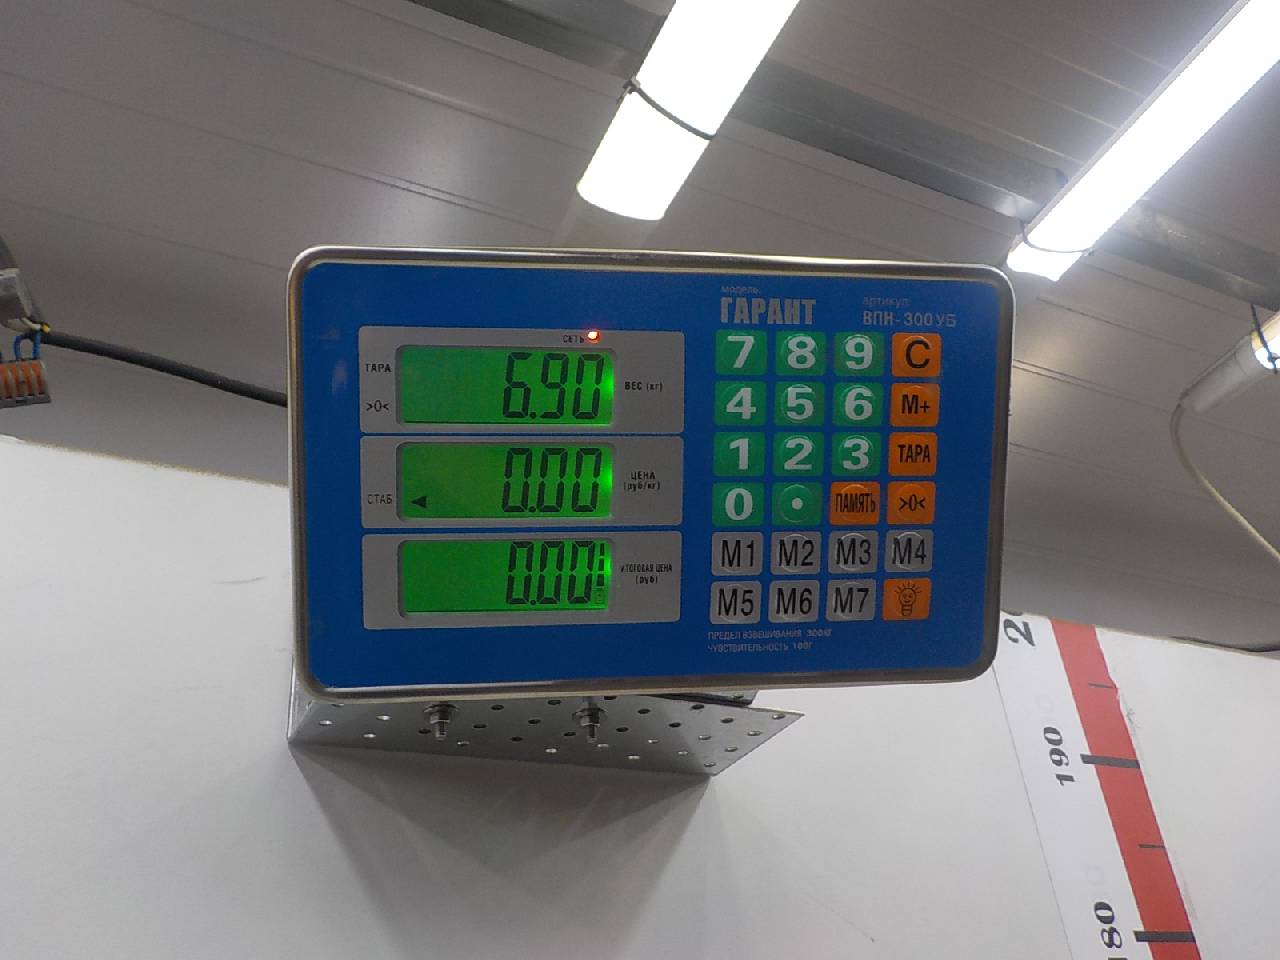 модель:
ГАРАНТ
артикул:
ВПН-300УБ
СЕТЬ
ТАРА
>0<
6.90
ВЕС (кг)
СТАБ
0.00
ЦЕНА
(руб/кг)
0.00
ИТОГОВАЯ ЦЕНА
(руб)
7 8 9 C
4 5 6 M+
1 2 3 ТАРА
0 . ПАМЯТЬ >0<
M1 M2 M3 M4
M5 M6 M7
ПРЕДЕЛ ВЗВЕШИВАНИЯ 300КГ
ЧУВСТВИТЕЛЬНОСТЬ 100Г
2
190
180